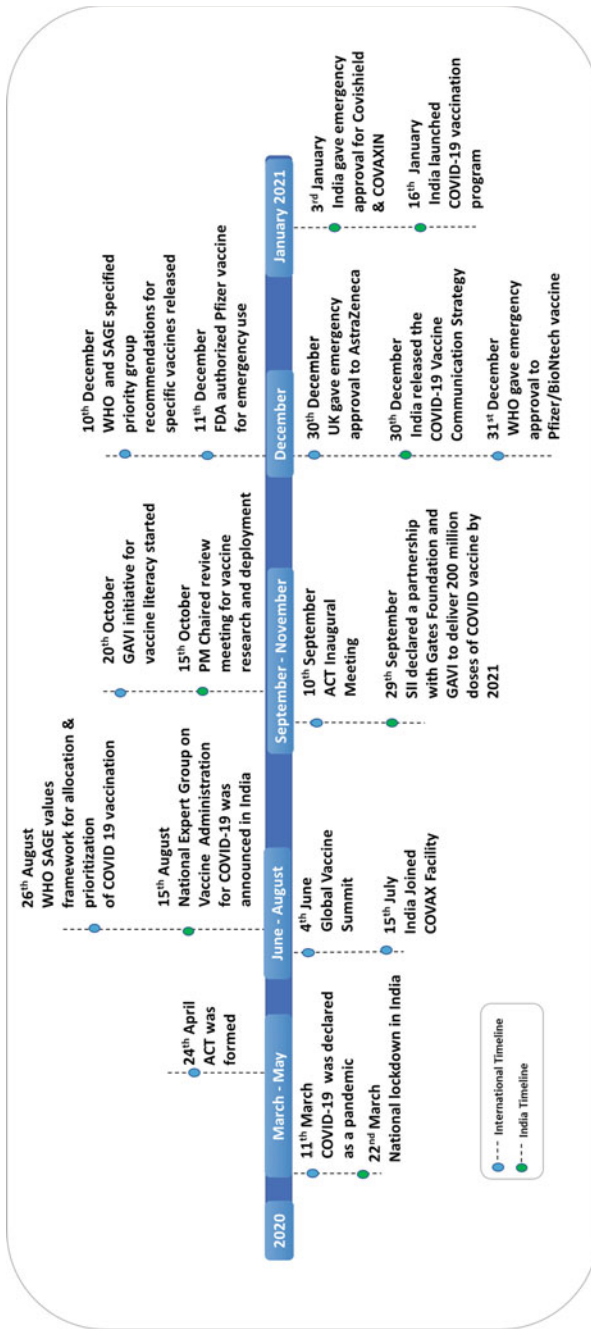 2020
March - May
June - August
September - November
December
January 2021
24th April
ACT was
formed
11th March
COVID-19 was declared
as a pandemic
22nd March
National lockdown in India
26th August
WHO SAGE values
framework for allocation &
prioritization
of COVID 19 vaccination
15th August
National Expert Group on
Vaccine Administration
for COVID-19 was
announced in India
4th June
Global Vaccine
Summit
15th July
India Joined
COVAX Facility
20th October
GAVI initiative for
vaccine literacy started
15th October
PM Chaired review
meeting for vaccine
research and deployment
10th September
ACT Inaugural
Meeting
29th September
SII declared a partnership
with Gates Foundation and
GAVI to deliver 200 million
doses of COVID vaccine by
2021
10th December
WHO and SAGE specified
priority group
recommendations for
specific vaccines released
11th December
FDA authorized Pfizer vaccine
for emergency use
30th December
UK gave emergency
approval to AstraZeneca
30th December
India released the
COVID-19 Vaccine
Communication Strategy
31st December
WHO gave emergency
approval to
Pfizer/BioNtech vaccine
3rd January
India gave emergency
approval for Covishield
& COVAXIN
16th January
India launched
COVID-19 vaccination
program
International Timeline
India Timeline